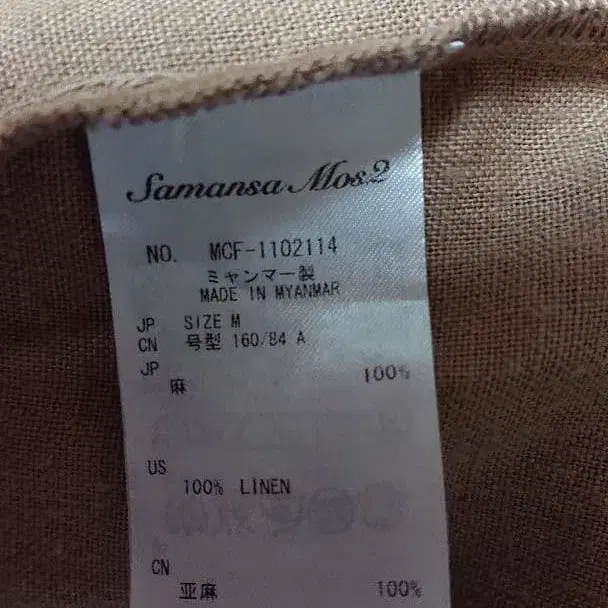 Samansa Mos2
NO. MCF-1102114
ミャンマー製
MADE IN MYANMAR
JP SIZE M
CN 号型 160/84 A
JP
麻 100%
US
100% LINEN
CN
亚麻 100%